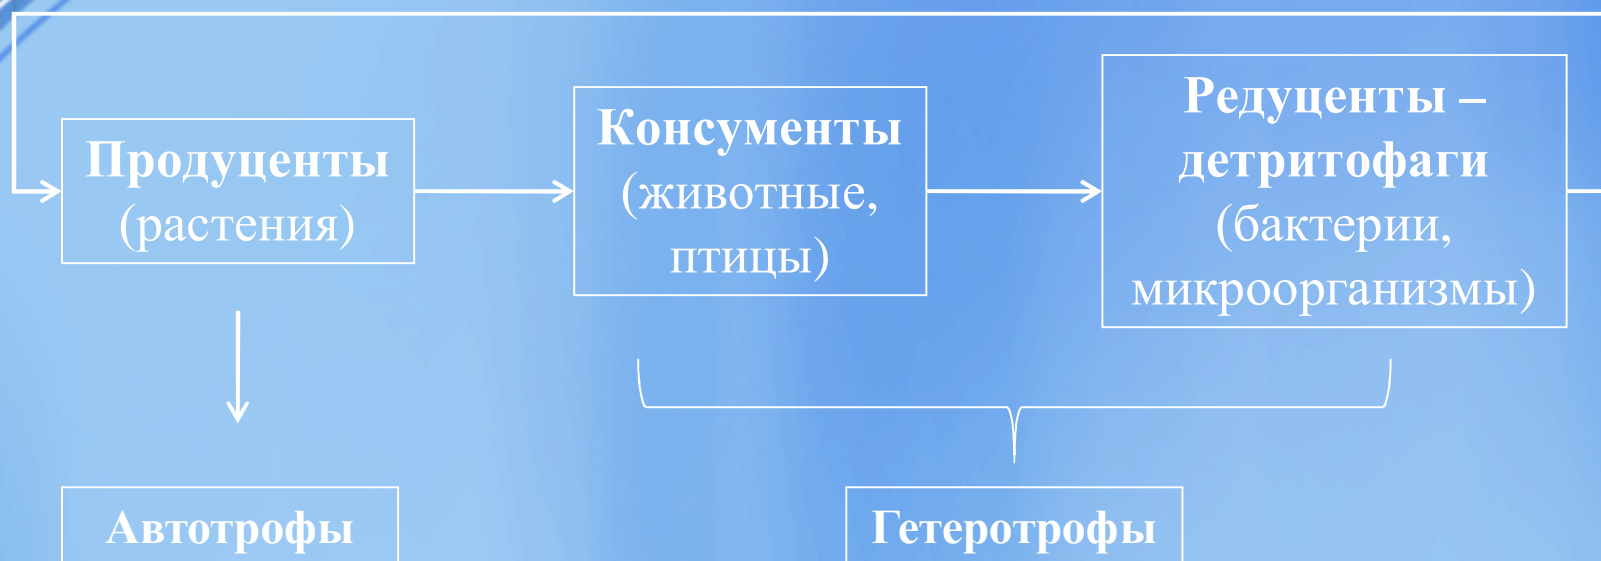 Продуценты
(растения)
Консументы
(животные,
птицы)
Редуценты –
детритофаги
(бактерии,
микроорганизмы)
Автотрофы
Гетеротрофы